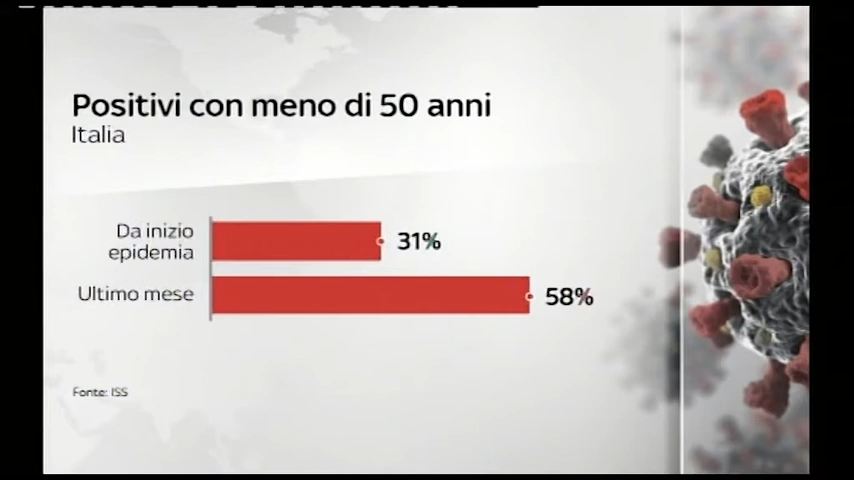 Positivi con meno di 50 anni
Italia
Da inizio
epidemia
31%
Ultimo mese
58%
Fonte: ISS